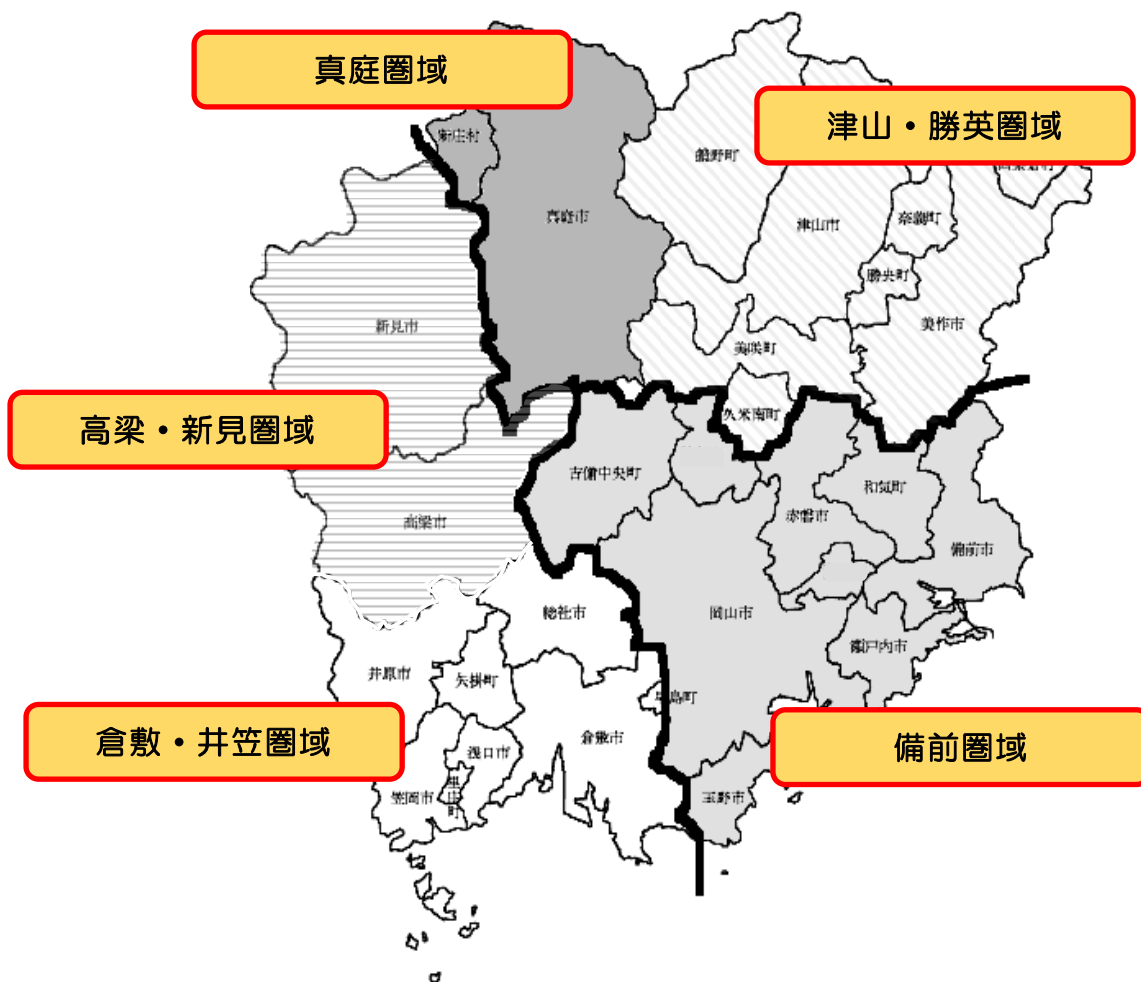 真庭圏域
津山・勝英圏域
新庄村
鏡野町
真庭市
津山市
奈義町
勝央町
新見市
美作市
美咲町
高梁・新見圏域
久米南町
吉備中央町
和気町
高梁市
赤磐市
備前市
総社市
岡山市
瀬戸内市
井原市
矢掛町
倉敷・井笠圏域
倉敷市
備前圏域
浅口市
里庄町
笠岡市
玉野市